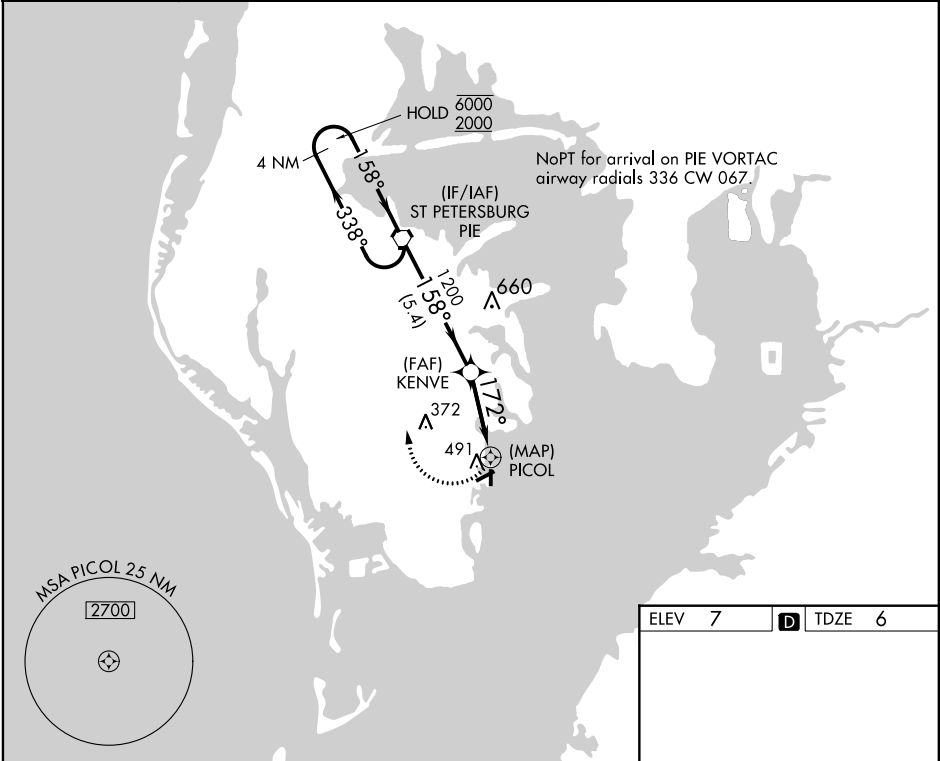 HOLD 6000
2000
4 NM
158°
338°
NoPT for arrival on PIE VORTAC
airway radials 336 CW 067.
(IF/IAF)
ST PETERSBURG
PIE
1200
158°
(5.4)
660
(FAF)
KENVE
172°
372
491
(MAP)
PICOL
MSA PICOL 25 NM
2700
ELEV 7 D TDZE 6